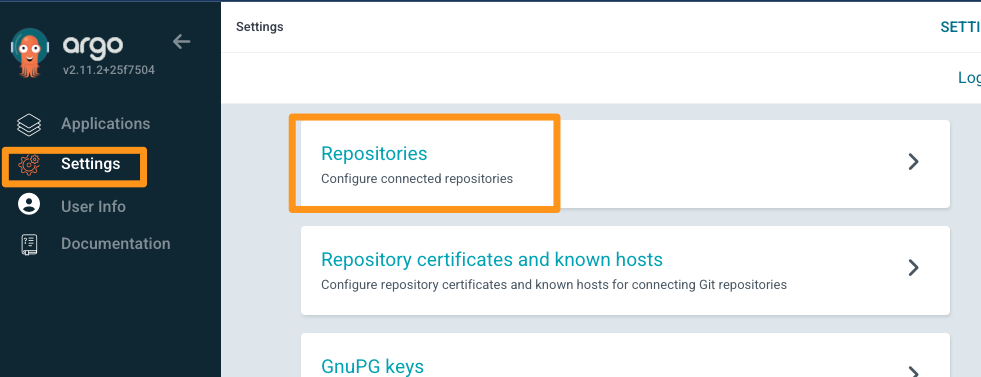 argo
v2.11.2+25f7504
Applications
Settings
User Info
Documentation
Settings
SETTI
Log
Repositories
Configure connected repositories
Repository certificates and known hosts
Configure repository certificates and known hosts for connecting Git repositories
GnuPG keys